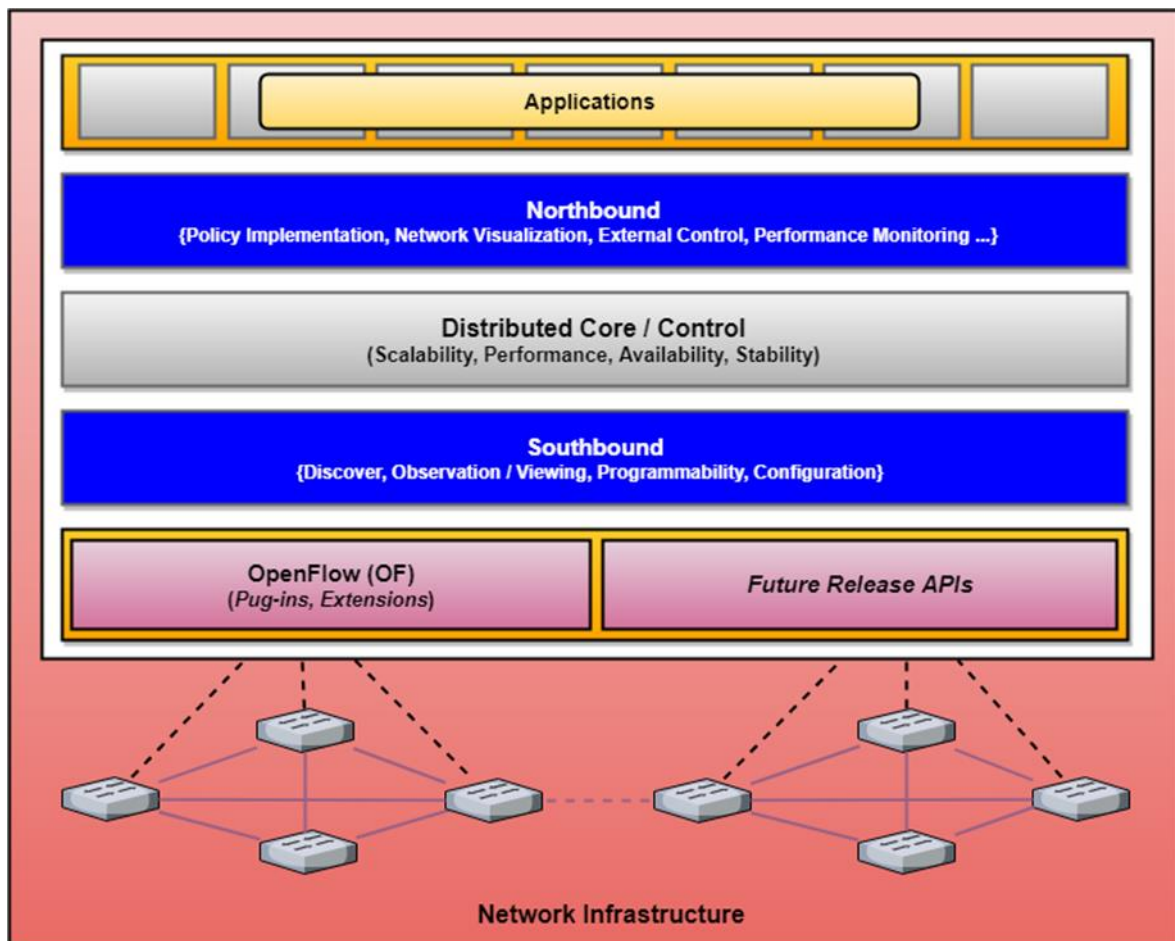 Applications
Northbound
{Policy Implementation, Network Visualization, External Control, Performance Monitoring ...}
Distributed Core / Control
(Scalability, Performance, Availability, Stability)
Southbound
{Discover, Observation / Viewing, Programmability, Configuration}
OpenFlow (OF)
(Pug-ins, Extensions)
Future Release APIs
Network Infrastructure